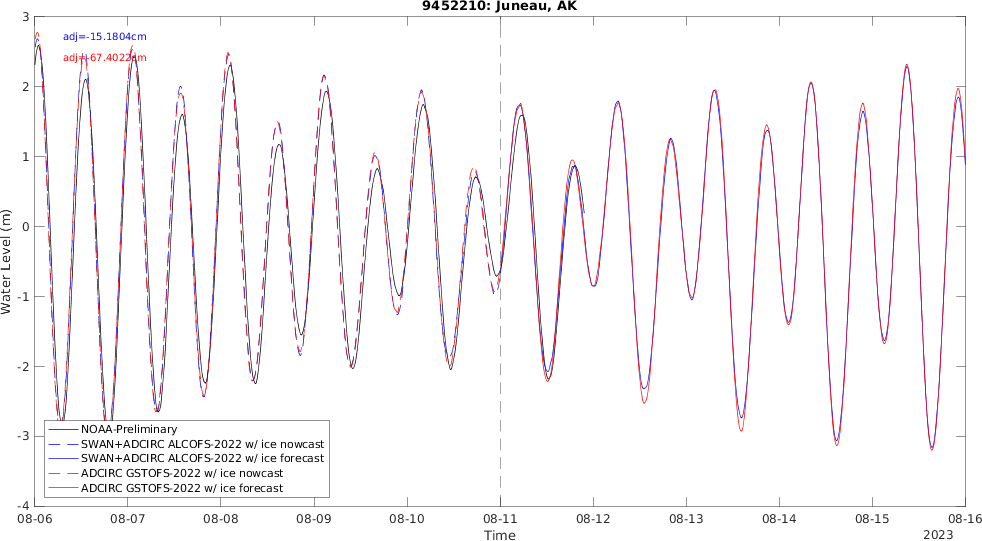 9452210: Juneau, AK
adj=-15.1804cm
adj=-67.4022cm
3
2
1
0
-1
-2
-3
-4
Water Level (m)
NOAA-Preliminary
SWAN+ADCIRC ALCOFS-2022 w/ ice nowcast
SWAN+ADCIRC ALCOFS-2022 w/ ice forecast
ADCIRC GSTOFS-2022 w/ ice nowcast
ADCIRC GSTOFS-2022 w/ ice forecast
08-06 08-07 08-08 08-09 08-10 08-11 08-12 08-13 08-14 08-15 08-16
Time
2023